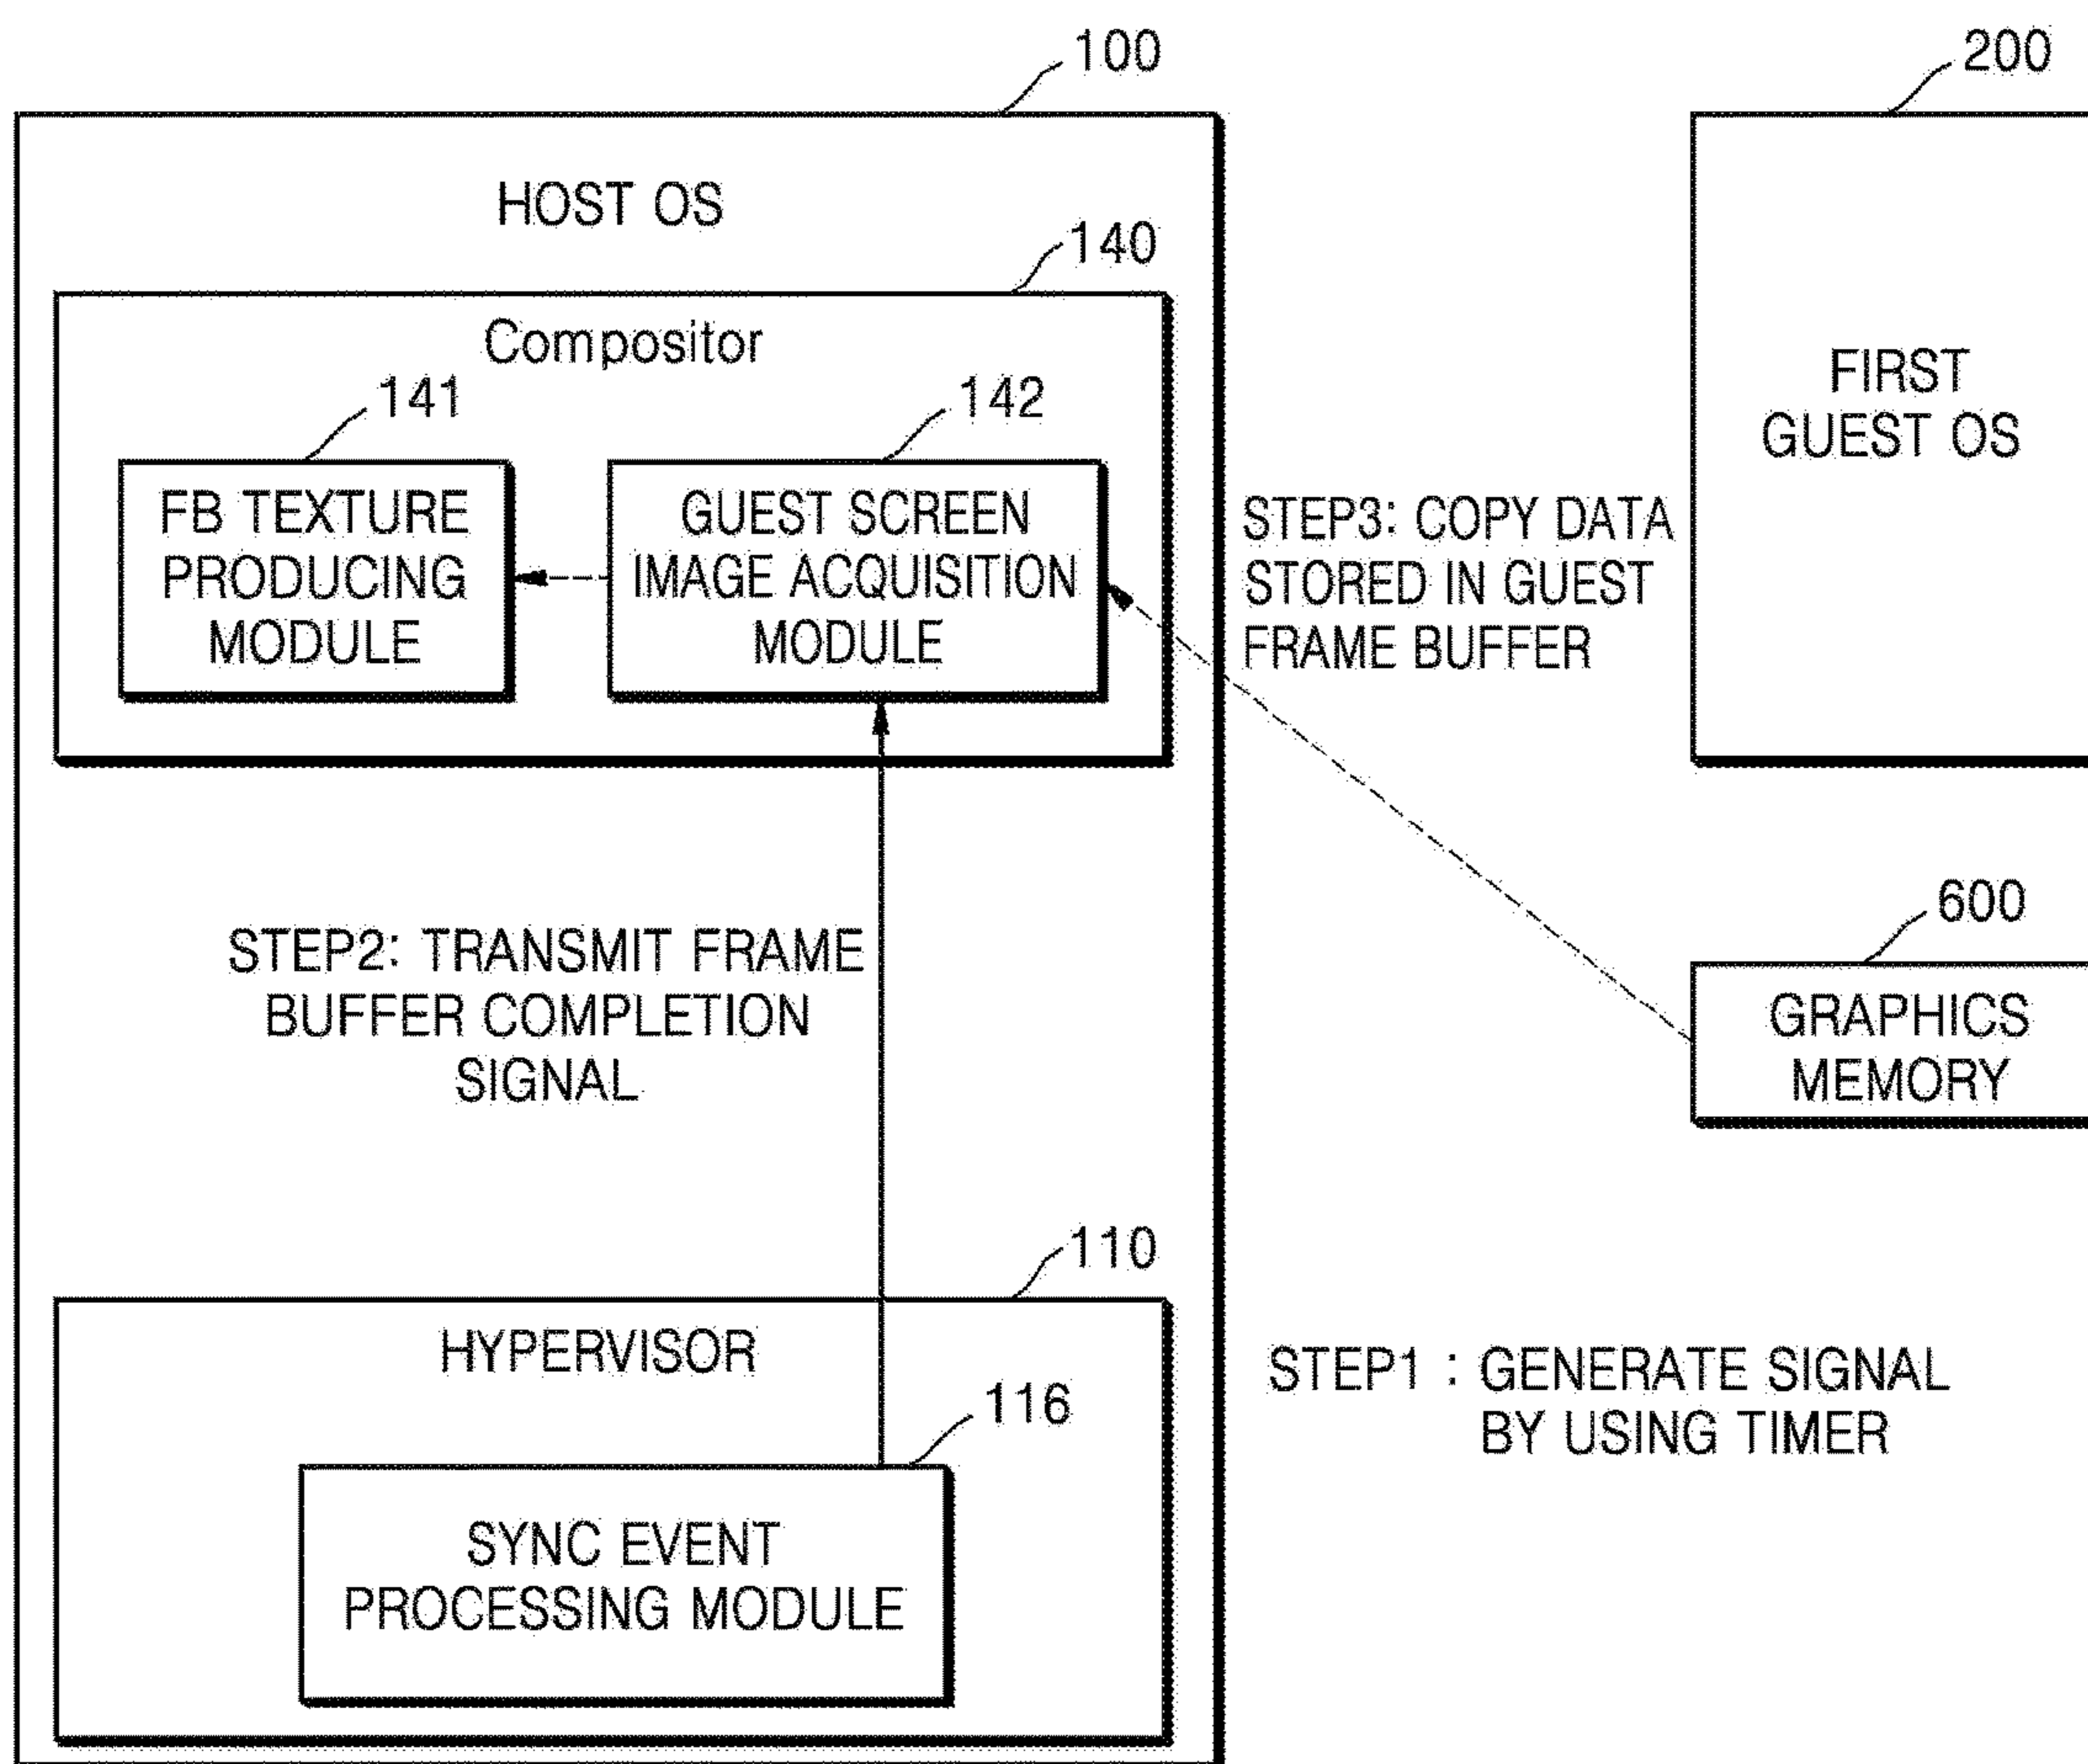 100
200
HOST OS
140
Compositor
141
142
FB TEXTURE
PRODUCING
MODULE
GUEST SCREEN
IMAGE ACQUISITION
MODULE
STEP3: COPY DATA
STORED IN GUEST
FRAME BUFFER
FIRST
GUEST OS
STEP2: TRANSMIT FRAME
BUFFER COMPLETION
SIGNAL
600
GRAPHICS
MEMORY
110
HYPERVISOR
116
SYNC EVENT
PROCESSING MODULE
STEP1 : GENERATE SIGNAL
BY USING TIMER